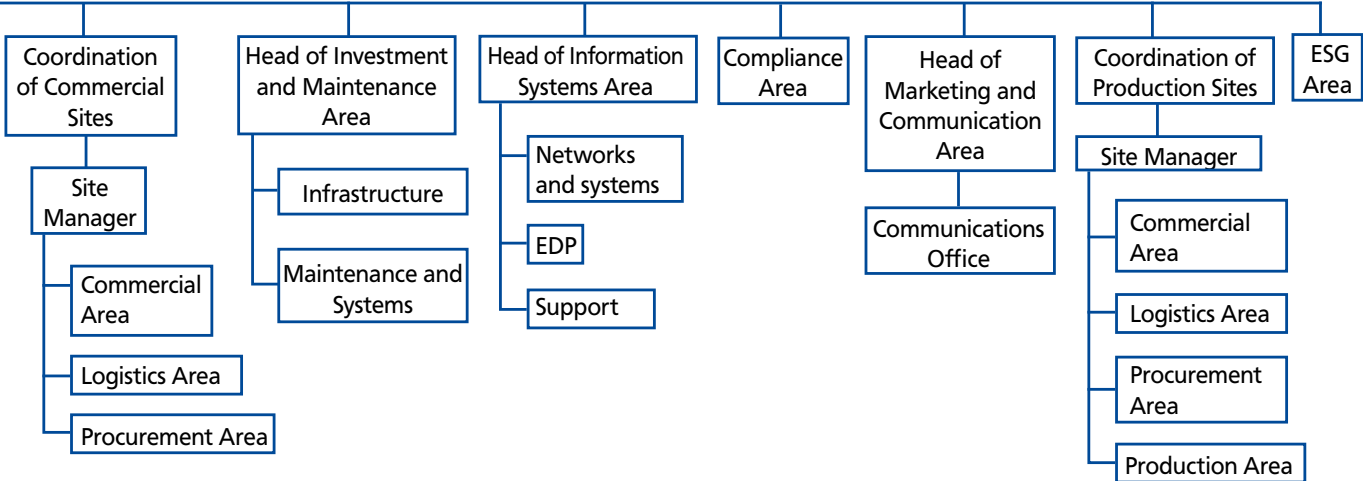 Coordination
of Commercial
Sites
Site
Manager
Commercial
Area
Logistics Area
Procurement Area
Head of Investment
and Maintenance
Area
Infrastructure
Maintenance and
Systems
Head of Information
Systems Area
Networks
and systems
EDP
Support
Compliance
Area
Head of
Marketing and
Communication
Area
Communications
Office
Coordination of
Production Sites
Site Manager
Commercial
Area
Logistics Area
Procurement
Area
Production Area
ESG
Area